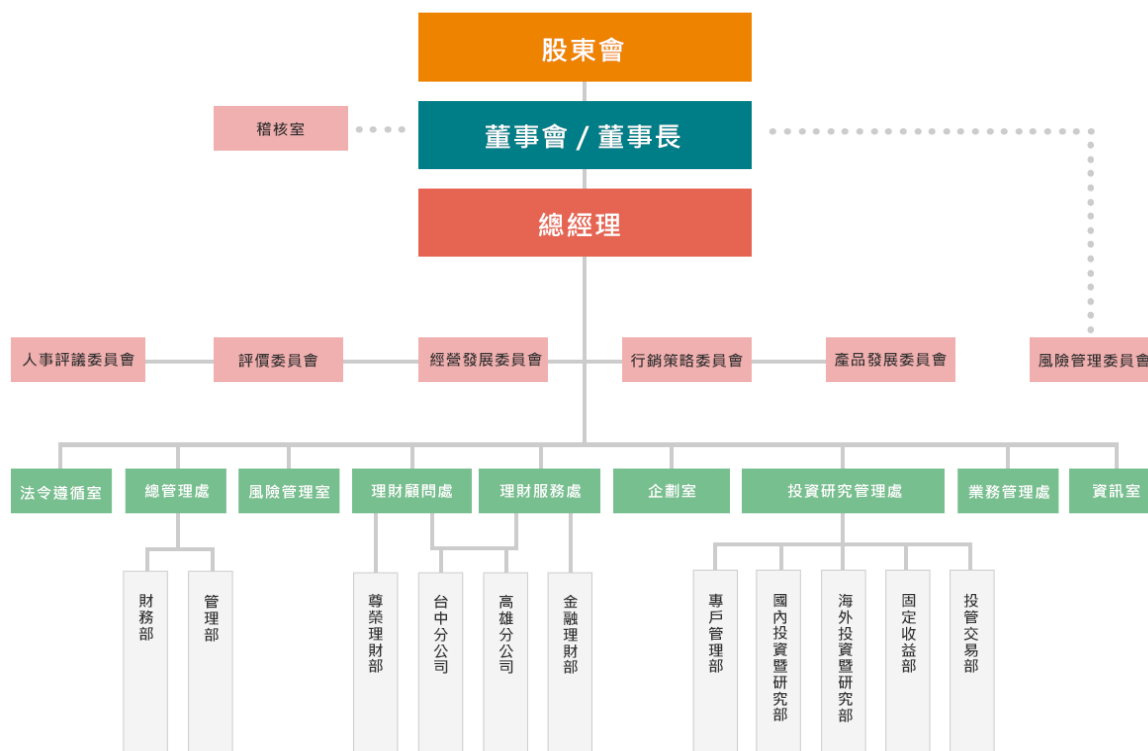 股東會
稽核室
董事會 / 董事長
總經理
人事評議委員會
評價委員會
經營發展委員會
行銷策略委員會
產品發展委員會
風險管理委員會
法令遵循室
總管理處
風險管理室
理財顧問處
理財服務處
企劃室
投資研究管理處
業務管理處
資訊室
財務部
管理部
尊榮理財部
台中分公司
高雄分公司
金融理財部
專戶管理部
國內投資暨研究部
海外投資暨研究部
固定收益部
投管交易部